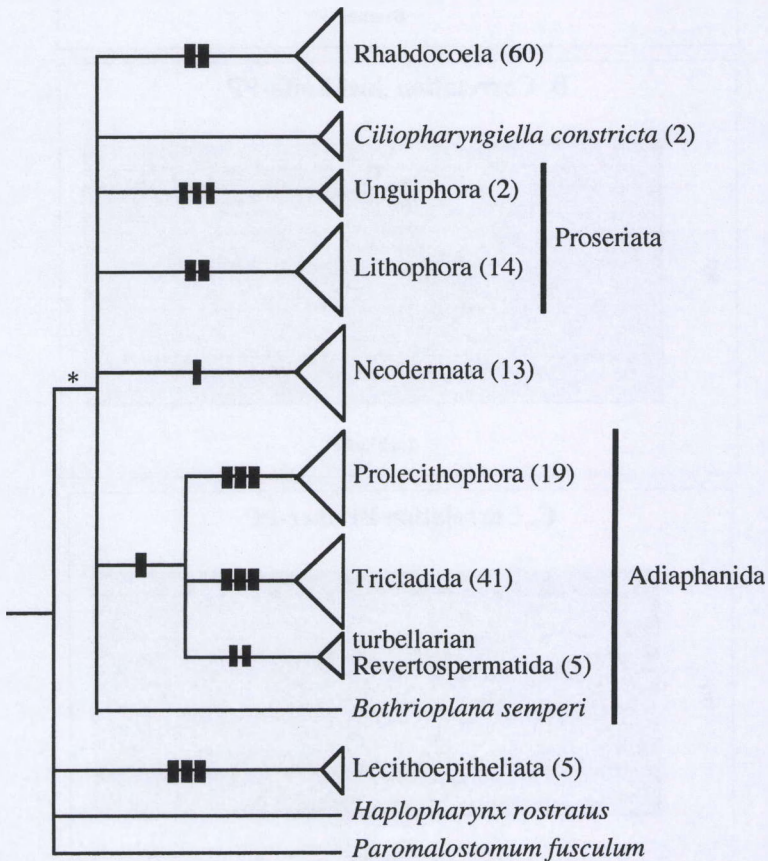 Rhabdocoela (60)
Ciliopharyngiella constricta (2)
Unguiphora (2)
Proseriata
Lithophora (14)
*
Neodermata (13)
Prolecithophora (19)
Tricladida (41)
Adiaphanida
turbellarian
Revertospermatida (5)
Bothrioplana semperi
Lecithoepitheliata (5)
Haplopharynx rostratus
Paromalostomum fusculum